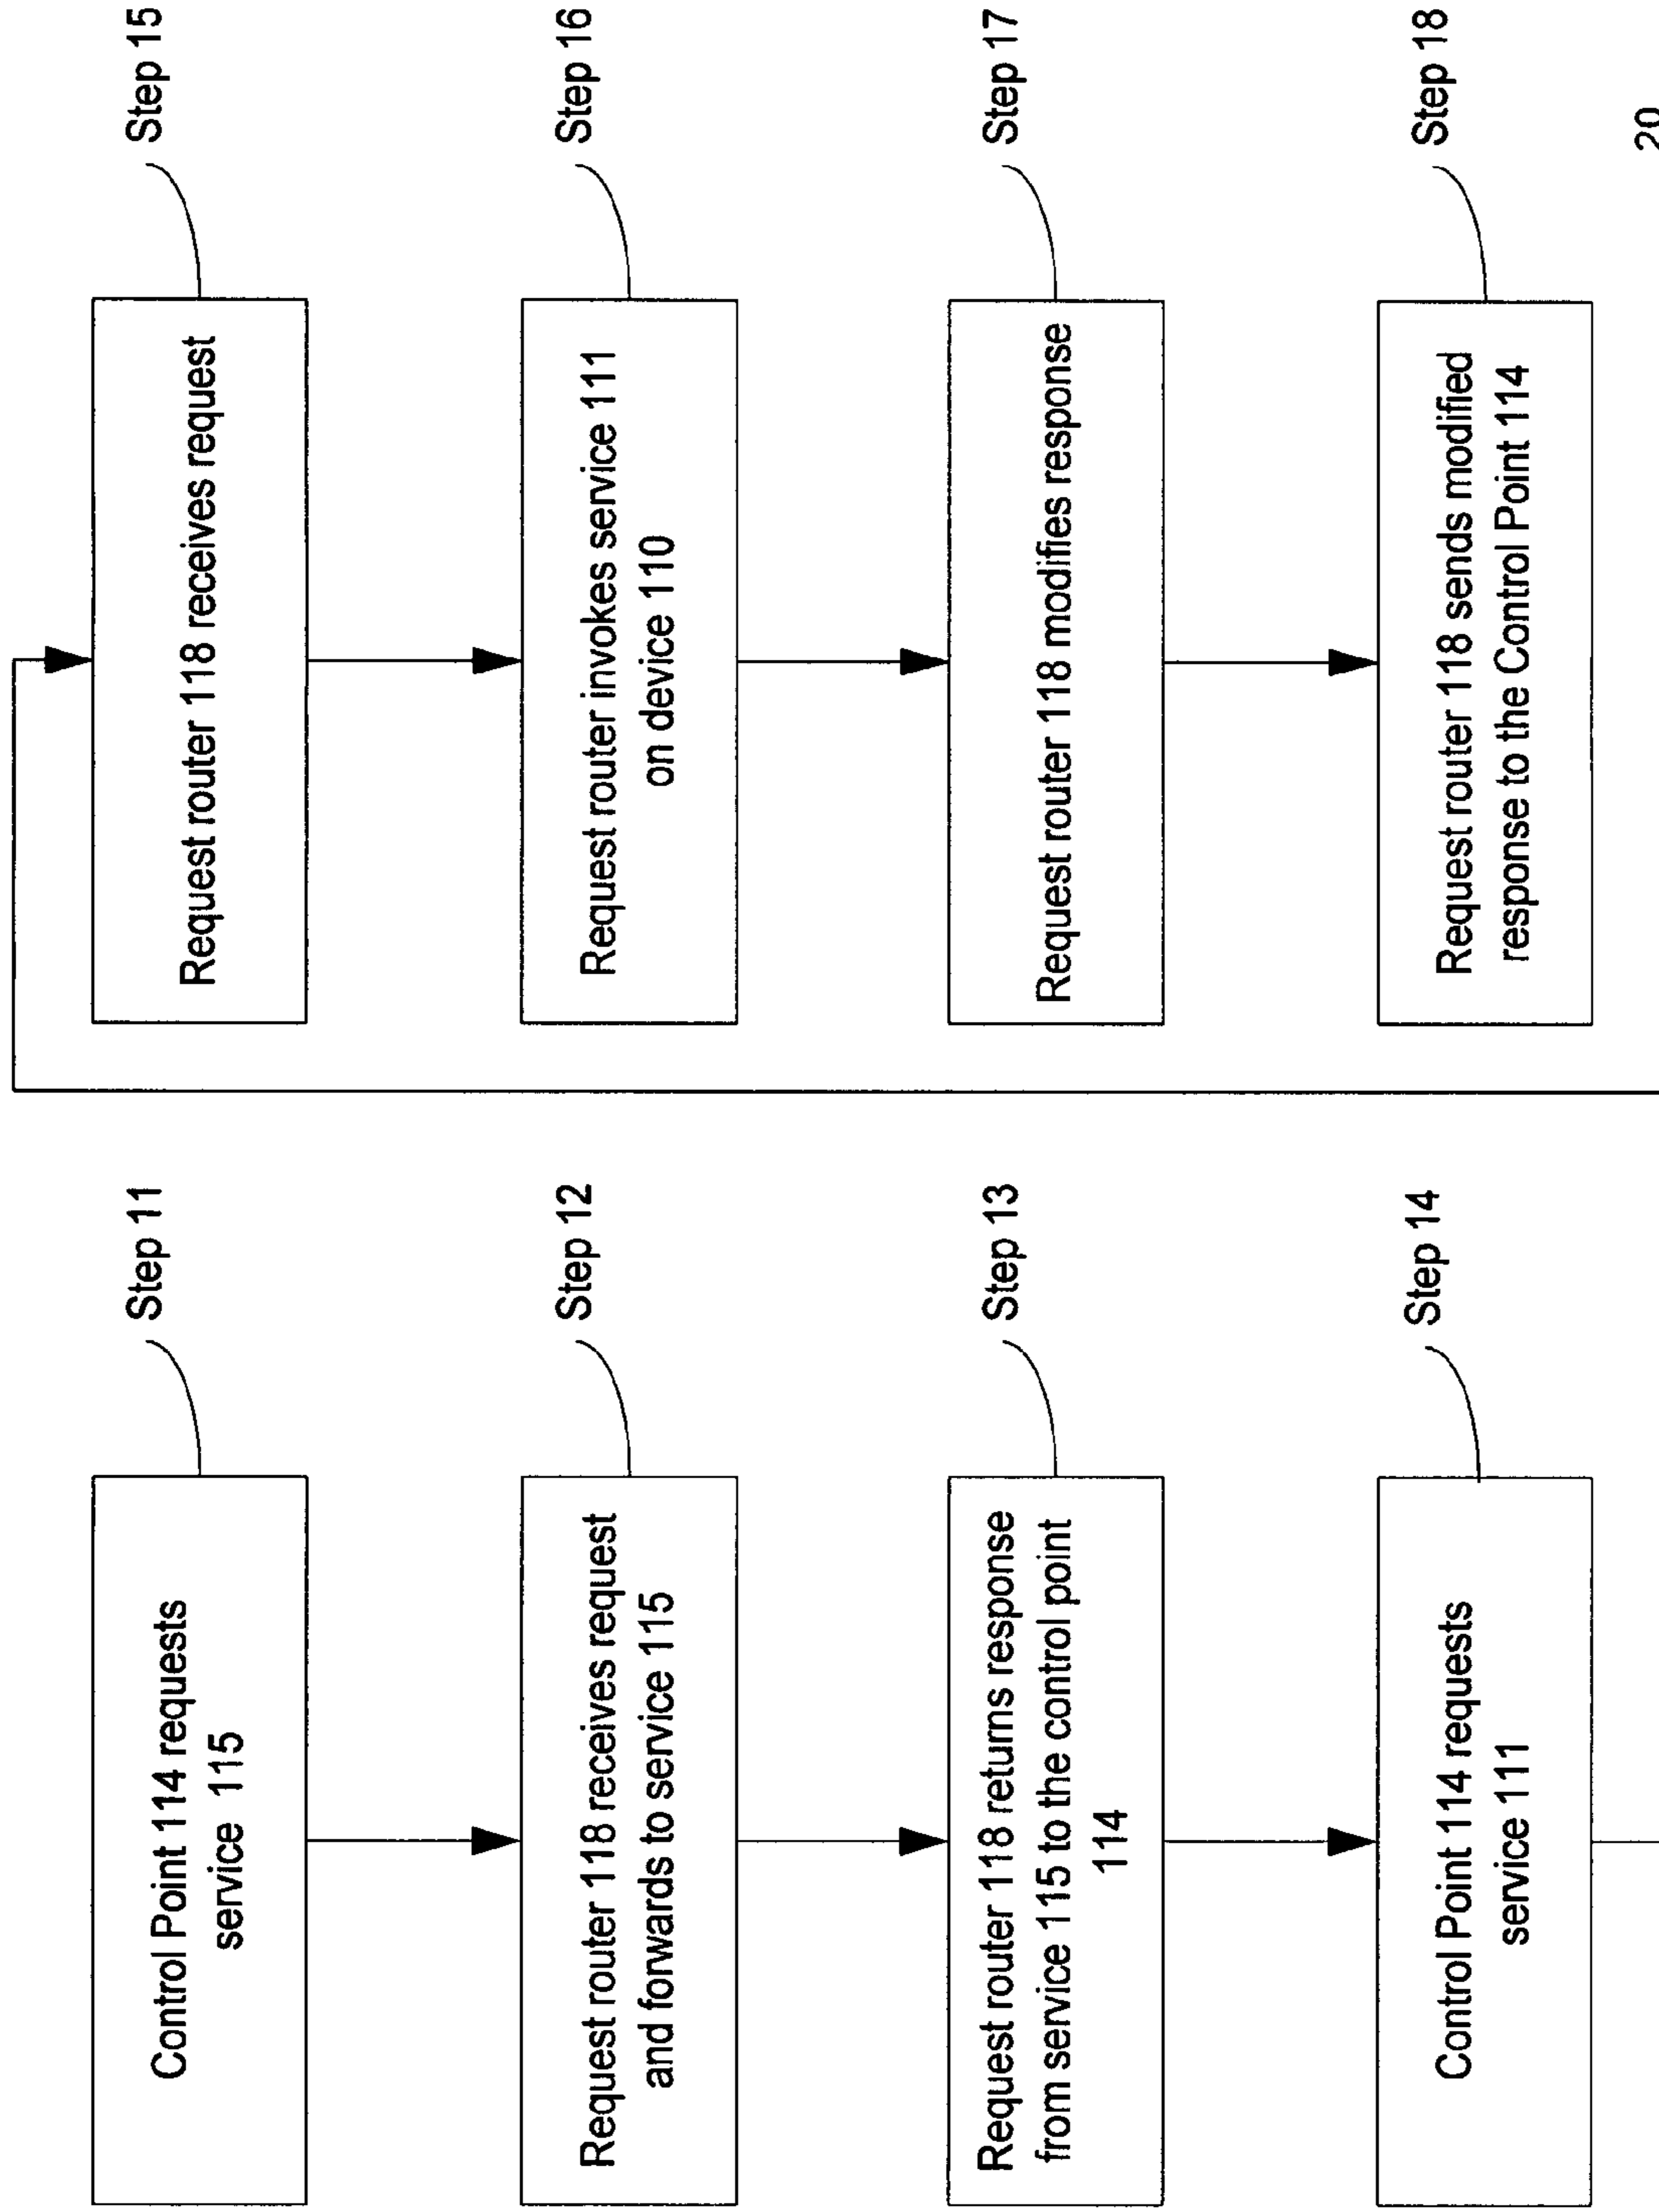 Control Point 114 requests
service 115
Step 11
Request router 118 receives request
and forwards to service 115
Step 12
Request router 118 returns response
from service 115 to the control point
114
Step 13
Control Point 114 requests
service 111
Step 14
Request router 118 receives request
Step 15
Request router invokes service 111
on device 110
Step 16
Request router 118 modifies response
Step 17
Request router 118 sends modified
response to the Control Point 114
Step 18
20